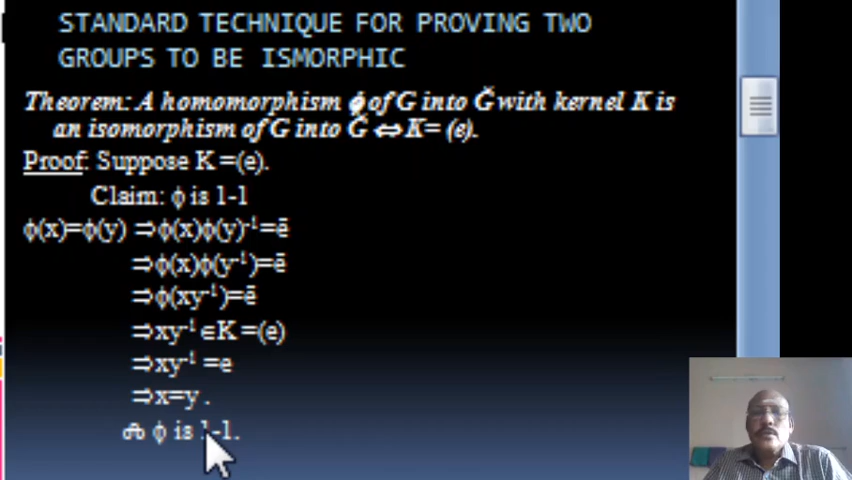 STANDARD TECHNIQUE FOR PROVING TWO
GROUPS TO BE ISMORPHIC
Theorem: A homomorphism ϕ of G into Ḡ with kernel K is
an isomorphism of G into Ḡ ⇔ K= (e).
Proof: Suppose K =(e).
Claim: ϕ is 1-1
ϕ(x)=ϕ(y) ⇒ϕ(x)ϕ(y)⁻¹=ē
⇒ϕ(x)ϕ(y⁻¹)=ē
⇒ϕ(xy⁻¹)=ē
⇒xy⁻¹ ∈K =(e)
⇒xy⁻¹ =e
⇒x=y .
ϕ is 1-1.